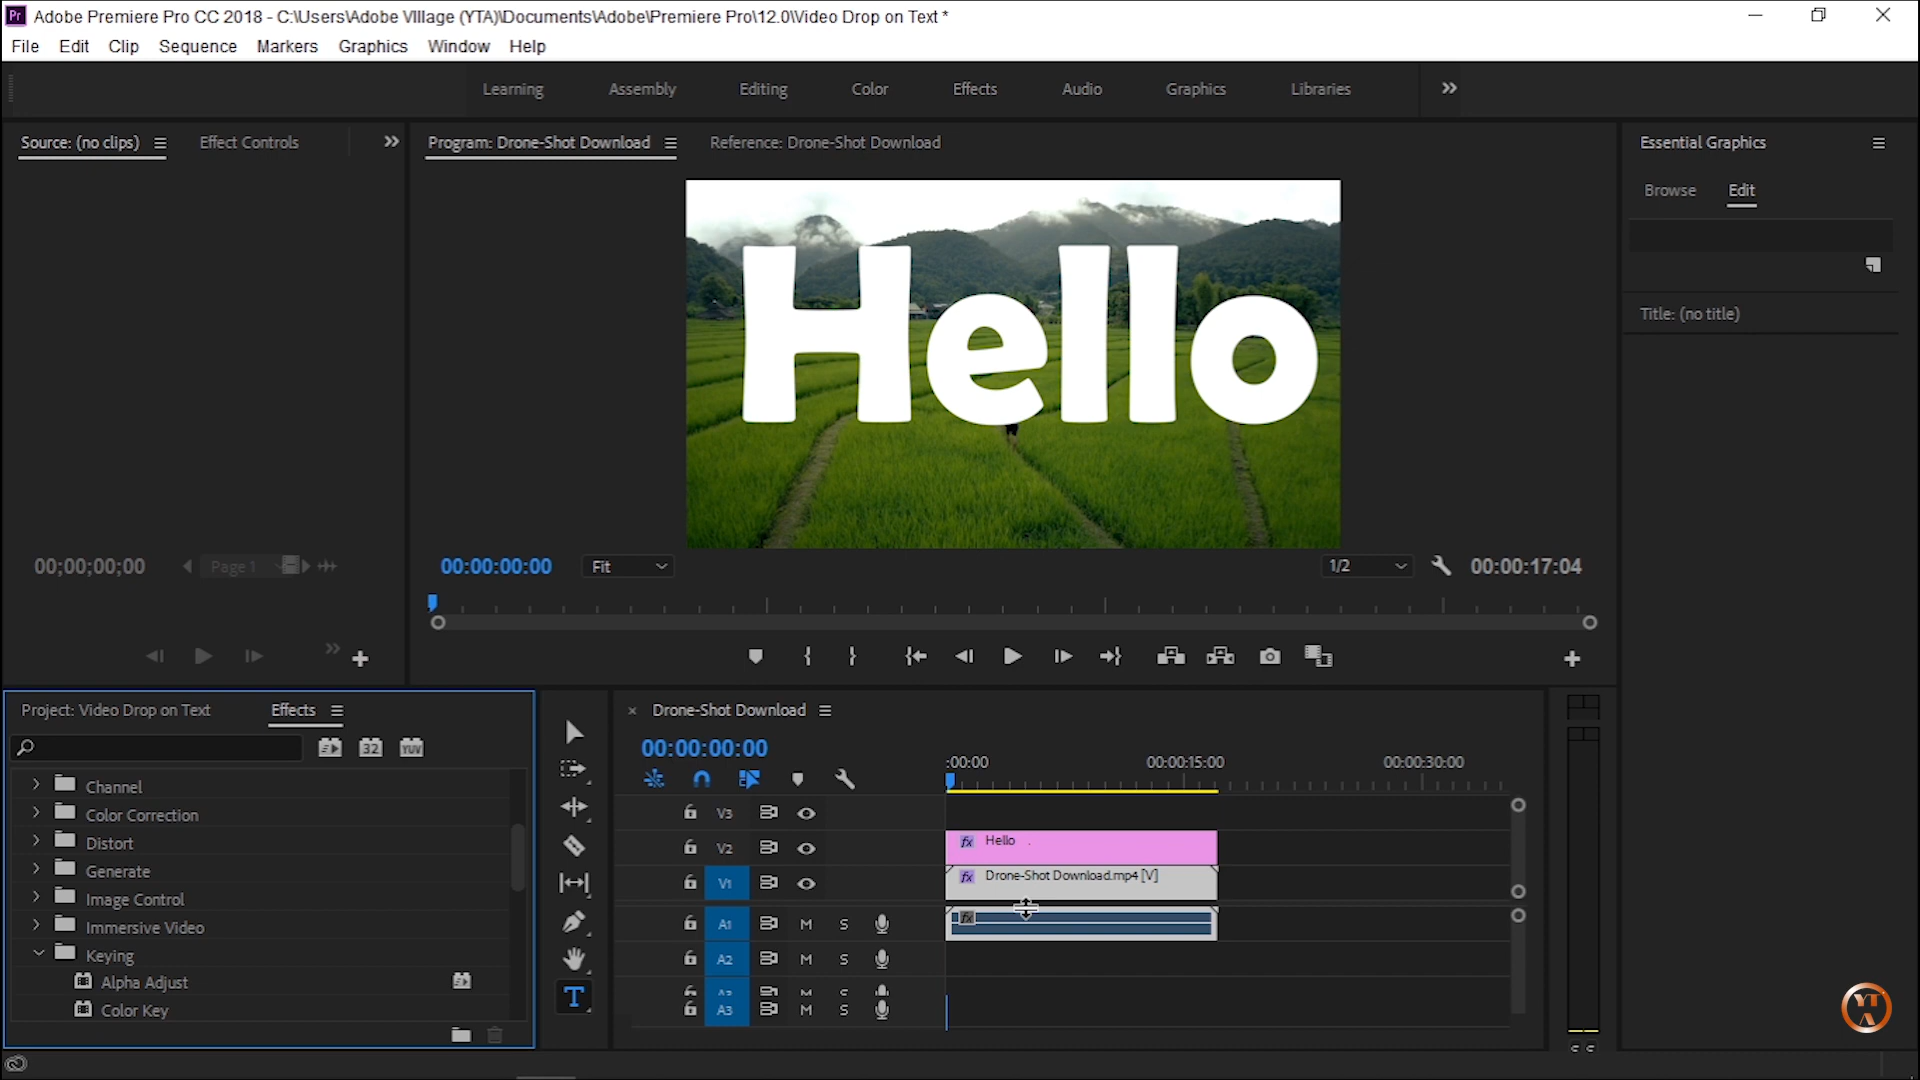 Adobe Premiere Pro CC 2018 - C:\Users\Adobe VIllage (YTA)\Documents\Adobe\Premiere Pro\12.0\Video Drop on Text *
File Edit Clip Sequence Markers Graphics Window Help
Learning Assembly Editing Color Effects Audio Graphics Libraries
Source: (no clips) Effect Controls
Program: Drone-Shot Download Reference: Drone-Shot Download
Essential Graphics
Browse Edit
Title: (no title)
Hello
00;00;00;00 Page 1
00:00:00:00 Fit 1/2 00:00:17:04
Project: Video Drop on Text Effects
32 YUV
Channel
Color Correction
Distort
Generate
Image Control
Immersive Video
Keying
Alpha Adjust
Color Key
T
× Drone-Shot Download
00:00:00:00
:00:00 00:00:15:00 00:00:30:00
V3
V2 fx Hello
V1 fx Drone-Shot Download.mp4 [V]
A1 M S fx
A2 M S
A3 M S
YTA